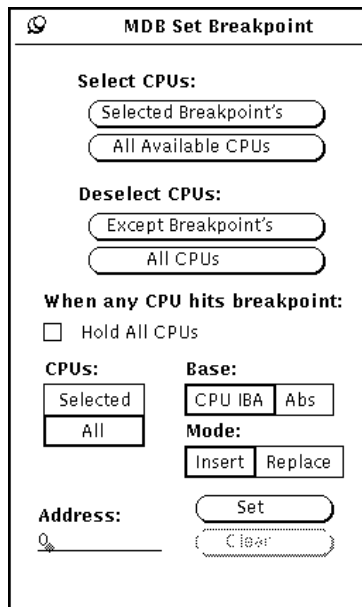 MDB Set Breakpoint
Select CPUs:
Selected Breakpoint's
All Available CPUs
Deselect CPUs:
Except Breakpoint's
All CPUs
When any CPU hits breakpoint:
Hold All CPUs
CPUs:
Selected
All
Base:
CPU IBA Abs
Mode:
Insert Replace
Address:
0
Set
Clear